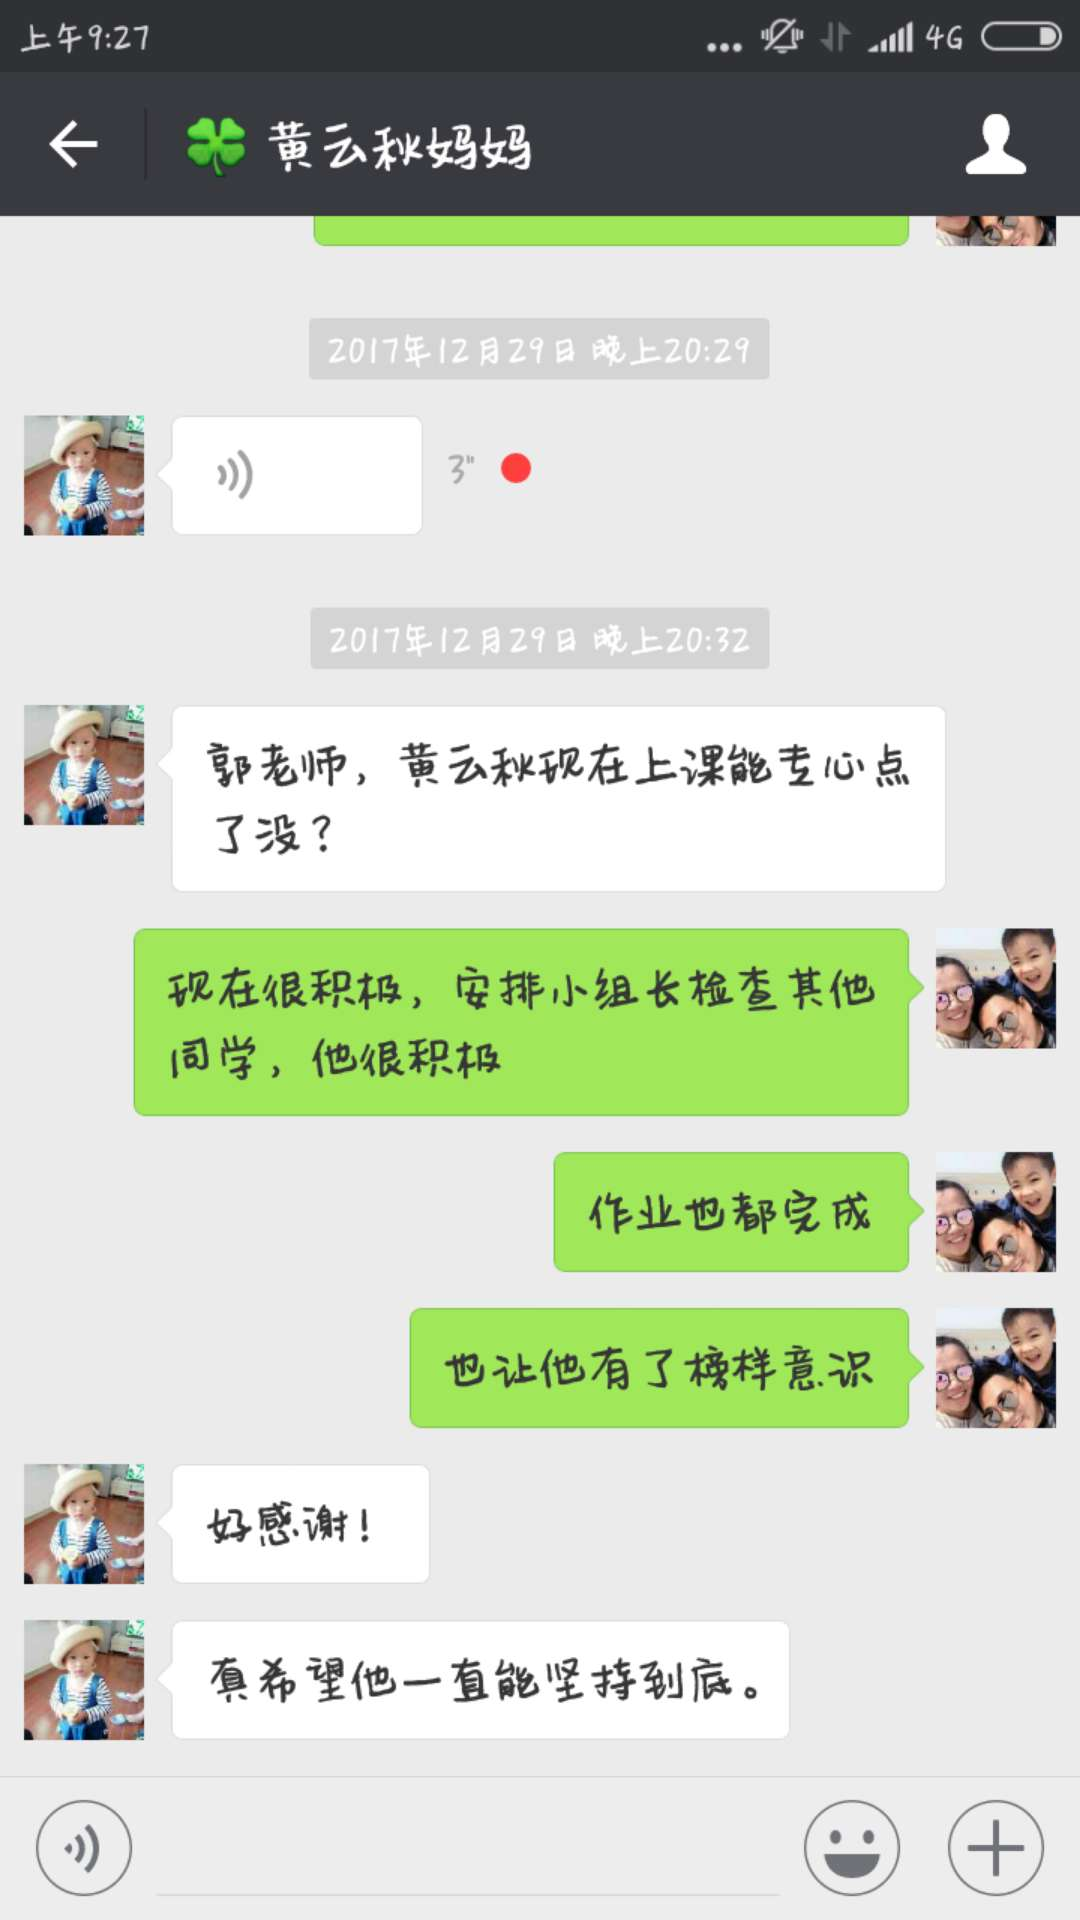 上午9:27
4G
黄云秋妈妈
2017年12月29日 晚上20:29
3"
2017年12月29日 晚上20:32
郭老师，黄云秋现在上课能专心点
了没？
现在很积极，安排小组长检查其他
同学，他很积极
作业也都完成
也让他有了榜样意识
好感谢！
真希望他一直能坚持到底。